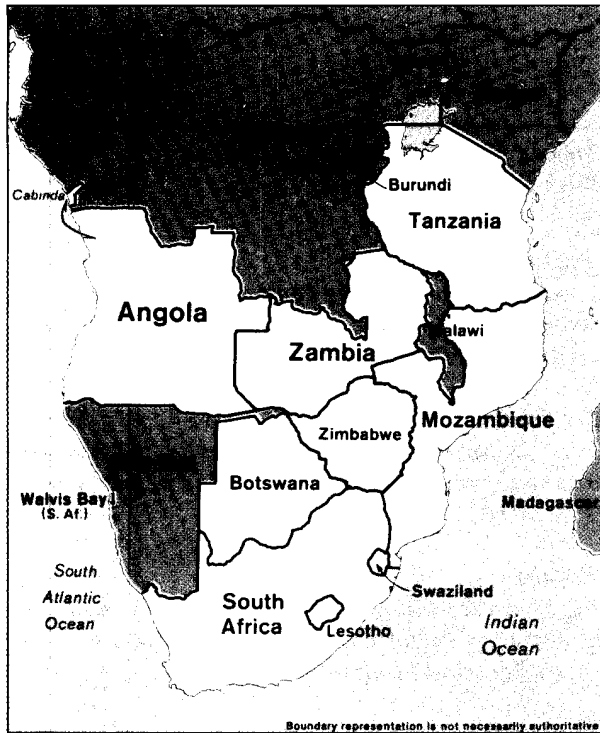 Cabinda
Burundi
Tanzania
Angola
Zambia
Malawi
Mozambique
Zimbabwe
Botswana
Walvis Bay
(S. Af.)
Madagascar
South
Atlantic
Ocean
South
Africa
Swaziland
Lesotho
Indian
Ocean
Boundary representation is not necessarily authoritative